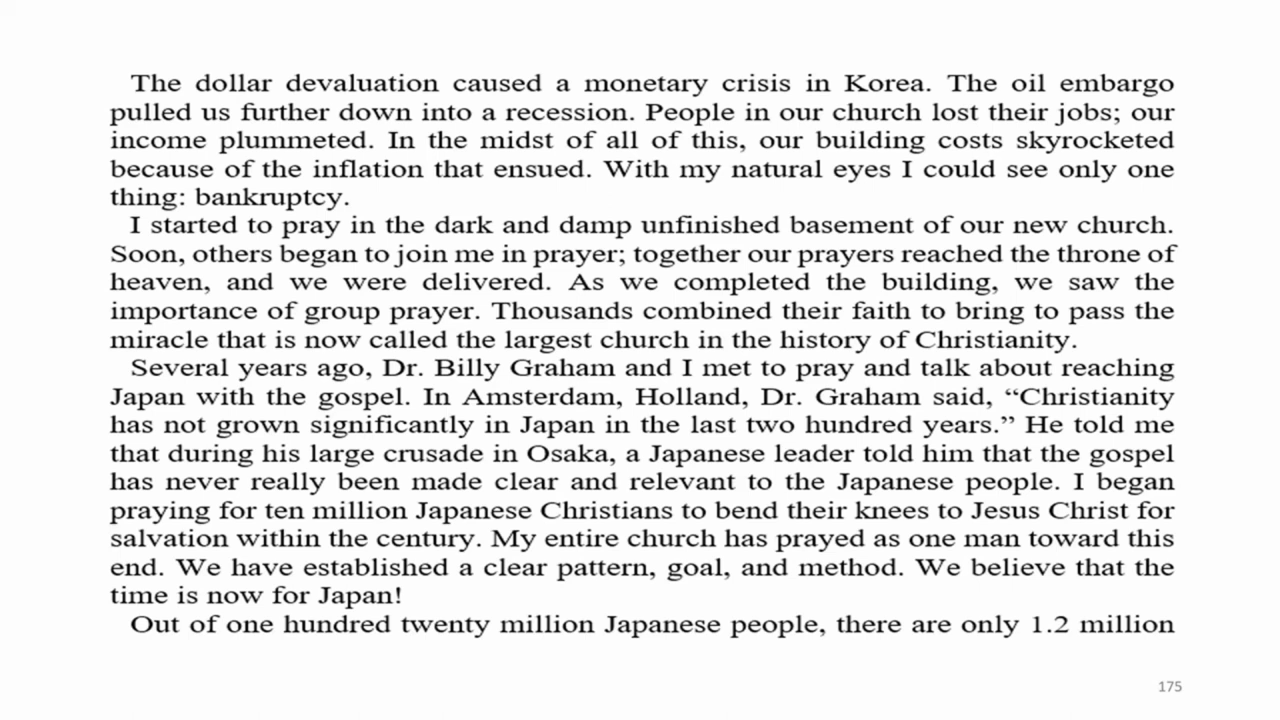 The dollar devaluation caused a monetary crisis in Korea. The oil embargo
pulled us further down into a recession. People in our church lost their jobs; our
income plummeted. In the midst of all of this, our building costs skyrocketed
because of the inflation that ensued. With my natural eyes I could see only one
thing: bankruptcy.
I started to pray in the dark and damp unfinished basement of our new church.
Soon, others began to join me in prayer; together our prayers reached the throne of
heaven, and we were delivered. As we completed the building, we saw the
importance of group prayer. Thousands combined their faith to bring to pass the
miracle that is now called the largest church in the history of Christianity.
Several years ago, Dr. Billy Graham and I met to pray and talk about reaching
Japan with the gospel. In Amsterdam, Holland, Dr. Graham said, “Christianity
has not grown significantly in Japan in the last two hundred years.” He told me
that during his large crusade in Osaka, a Japanese leader told him that the gospel
has never really been made clear and relevant to the Japanese people. I began
praying for ten million Japanese Christians to bend their knees to Jesus Christ for
salvation within the century. My entire church has prayed as one man toward this
end. We have established a clear pattern, goal, and method. We believe that the
time is now for Japan!
Out of one hundred twenty million Japanese people, there are only 1.2 million
175